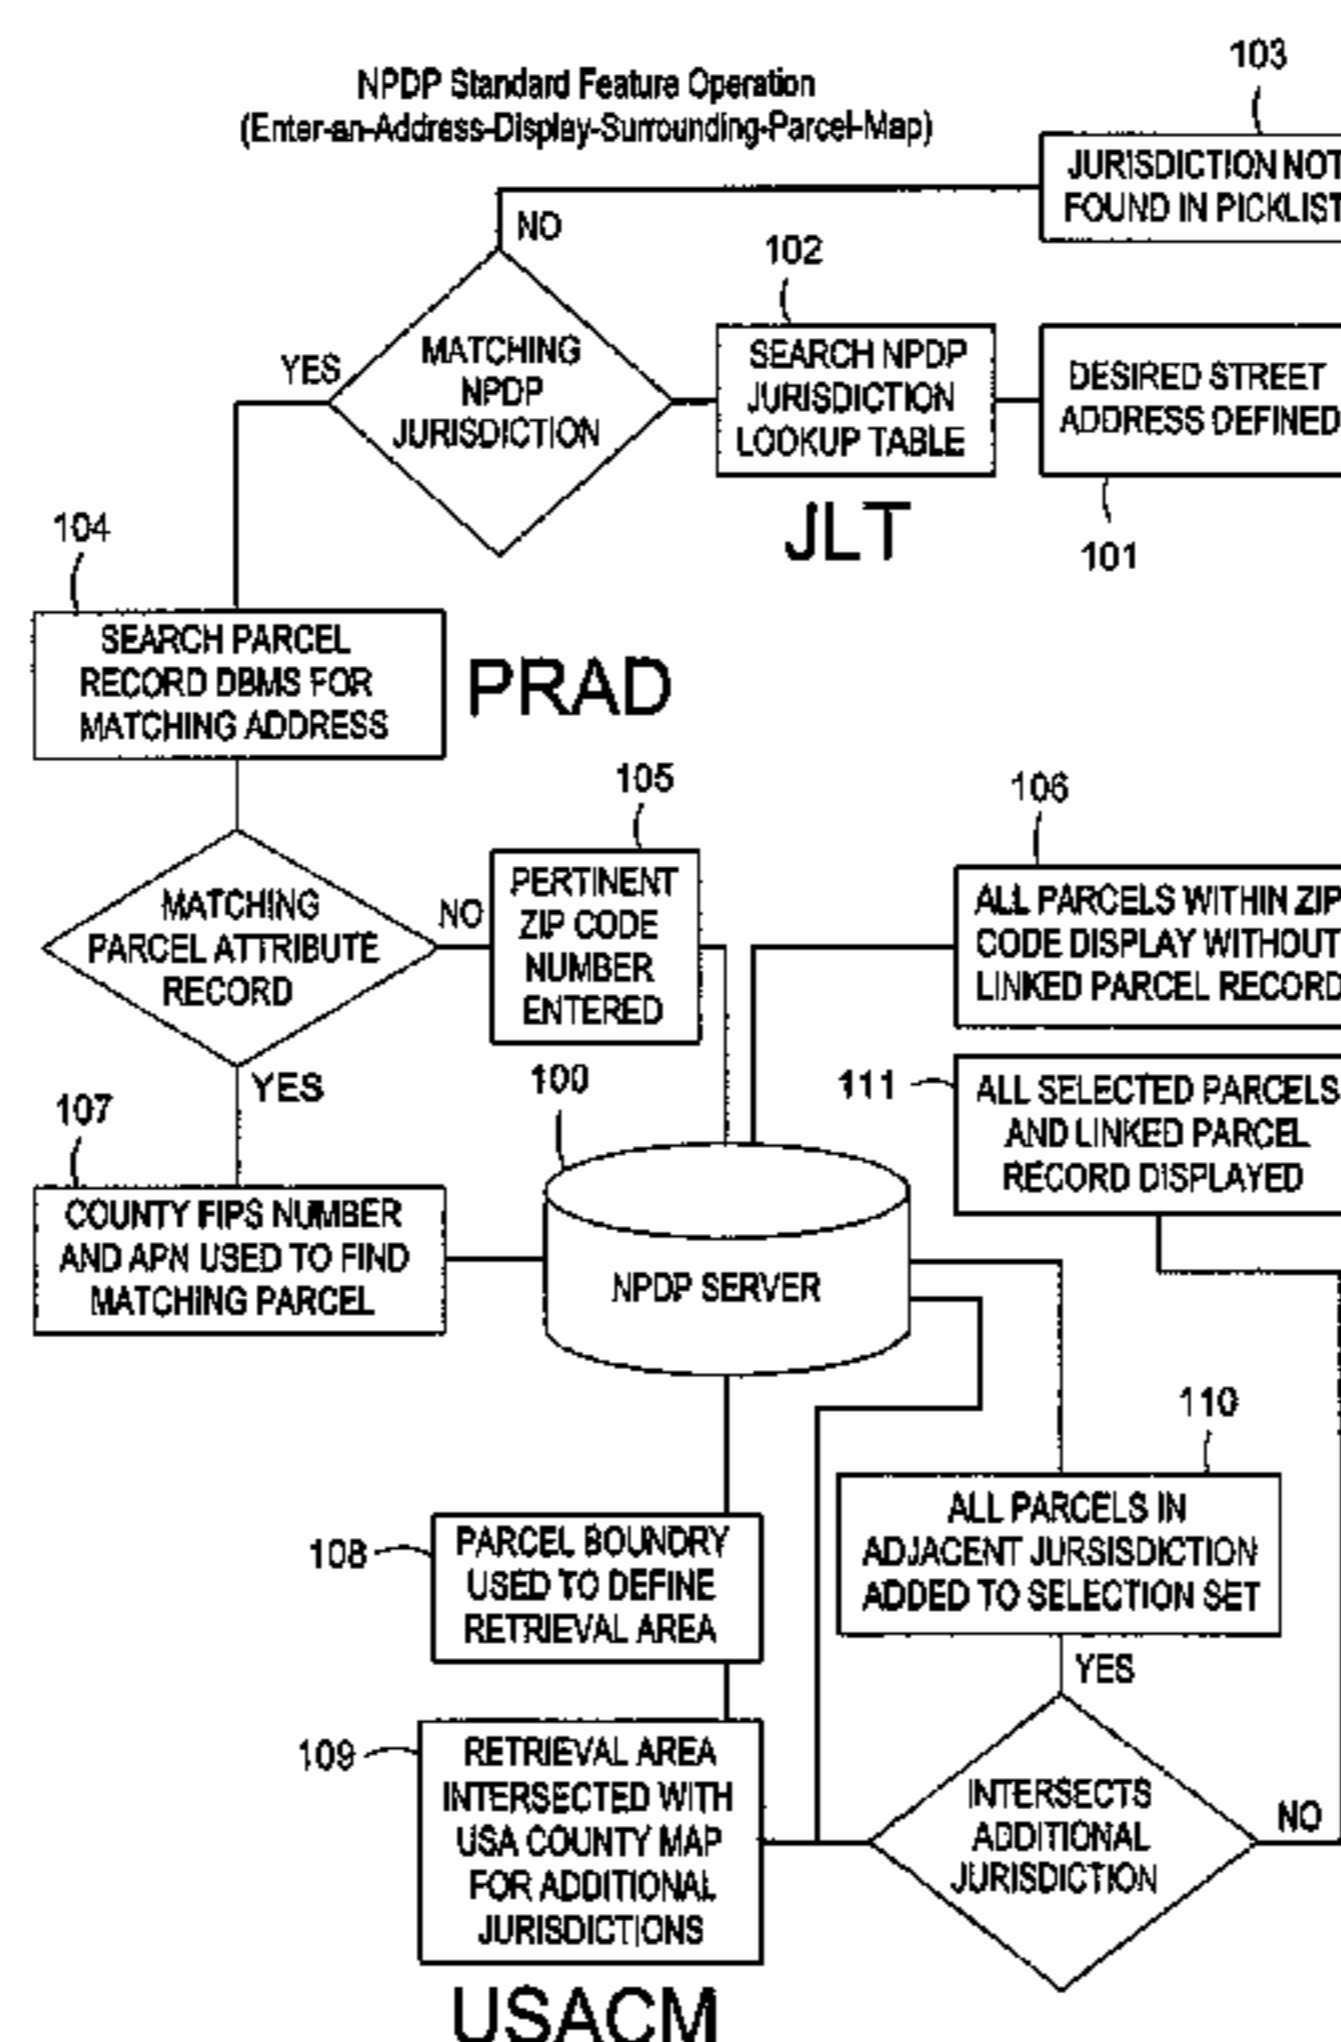 NPDP Standard Feature Operation
(Enter-an-Address-Display-Surrounding-Parcel-Map)
103
JURISDICTION NOT
FOUND IN PICKLIST
NO
102
YES
MATCHING
NPDP
JURISDICTION
SEARCH NPDP
JURISDICTION
LOOKUP TABLE
DESIRED STREET
ADDRESS DEFINED
JLT
101
104
SEARCH PARCEL
RECORD DBMS FOR
MATCHING ADDRESS
PRAD
105
106
MATCHING
PARCEL ATTRIBUTE
RECORD
NO
PERTINENT
ZIP CODE
NUMBER
ENTERED
ALL PARCELS WITHIN ZIP
CODE DISPLAY WITHOUT
LINKED PARCEL RECORD
YES
100
111
ALL SELECTED PARCELS
AND LINKED PARCEL
RECORD DISPLAYED
107
COUNTY FIPS NUMBER
AND APN USED TO FIND
MATCHING PARCEL
NPDP SERVER
110
108
PARCEL BOUNDRY
USED TO DEFINE
RETRIEVAL AREA
ALL PARCELS IN
ADJACENT JURSISDICTION
ADDED TO SELECTION SET
YES
109
RETRIEVAL AREA
INTERSECTED WITH
USA COUNTY MAP
FOR ADDITIONAL
JURISDICTIONS
INTERSECTS
ADDITIONAL
JURISDICTION
NO
USACM